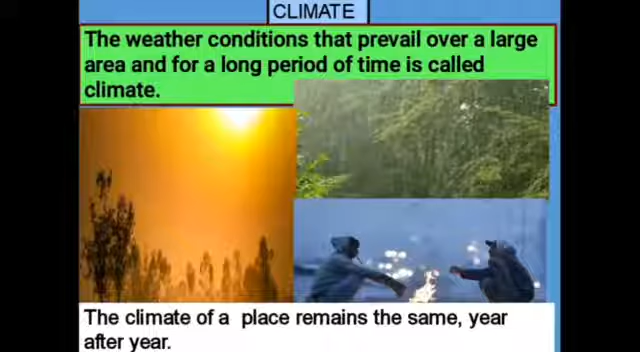 CLIMATE
The weather conditions that prevail over a large
area and for a long period of time is called
climate.
The climate of a place remains the same, year
after year.